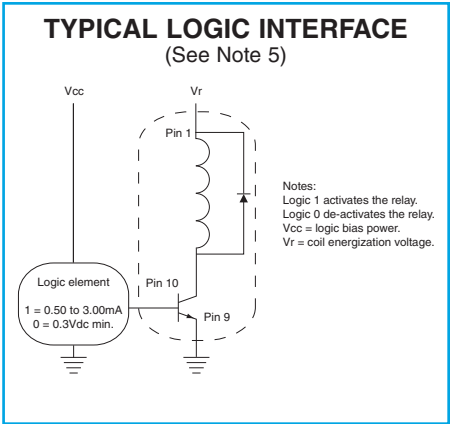 TYPICAL LOGIC INTERFACE
(See Note 5)
Vcc
Vr
Pin 1
Notes:
Logic 1 activates the relay.
Logic 0 de-activates the relay.
Vcc = logic bias power.
Vr = coil energization voltage.
Logic element
1 = 0.50 to 3.00mA
0 = 0.3Vdc min.
Pin 10
Pin 9